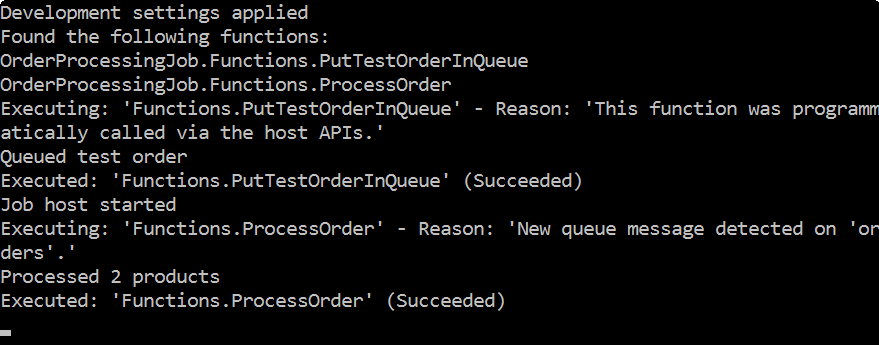 Development settings applied
Found the following functions:
OrderProcessingJob.Functions.PutTestOrderInQueue
OrderProcessingJob.Functions.ProcessOrder
Executing: 'Functions.PutTestOrderInQueue' - Reason: 'This function was programm
atically called via the host APIs.'
Queued test order
Executed: 'Functions.PutTestOrderInQueue' (Succeeded)
Job host started
Executing: 'Functions.ProcessOrder' - Reason: 'New queue message detected on 'or
ders'.'
Processed 2 products
Executed: 'Functions.ProcessOrder' (Succeeded)